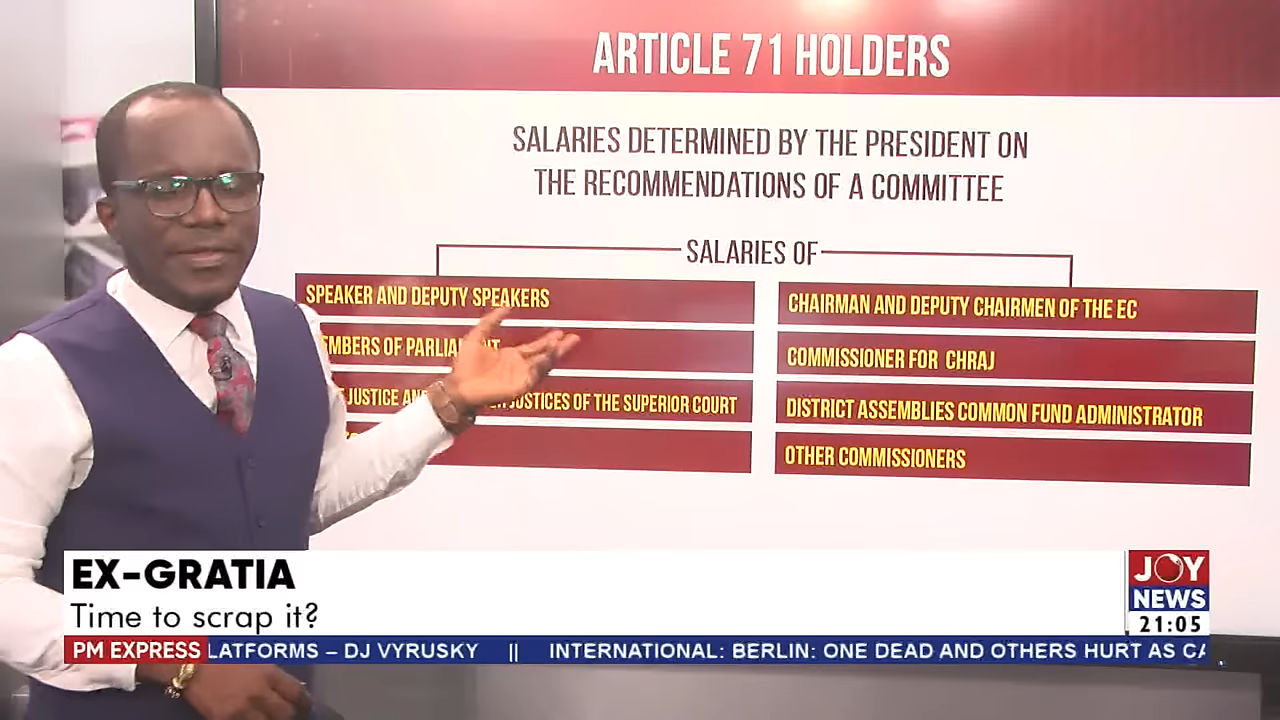 ARTICLE 71 HOLDERS
SALARIES DETERMINED BY THE PRESIDENT ON
THE RECOMMENDATIONS OF A COMMITTEE
SALARIES OF
SPEAKER AND DEPUTY SPEAKERS
OF
JUSTICE
JUSTICES OF THE SUPERIOR COURT
CHAIRMAN AND DEPUTY CHAIRMEN OF THE EC
COMMISSIONER FOR CHRAJ
DISTRICT ASSEMBLIES COMMON FUND ADMINISTRATOR
OTHER COMMISSIONERS
EX-GRATIA
Time to scrap it?
JOY
NEWS
21:05
PM EXPRESS
LATFORMS – DJ VYRUSKY || INTERNATIONAL: BERLIN: ONE DEAD AND OTHERS HURT AS